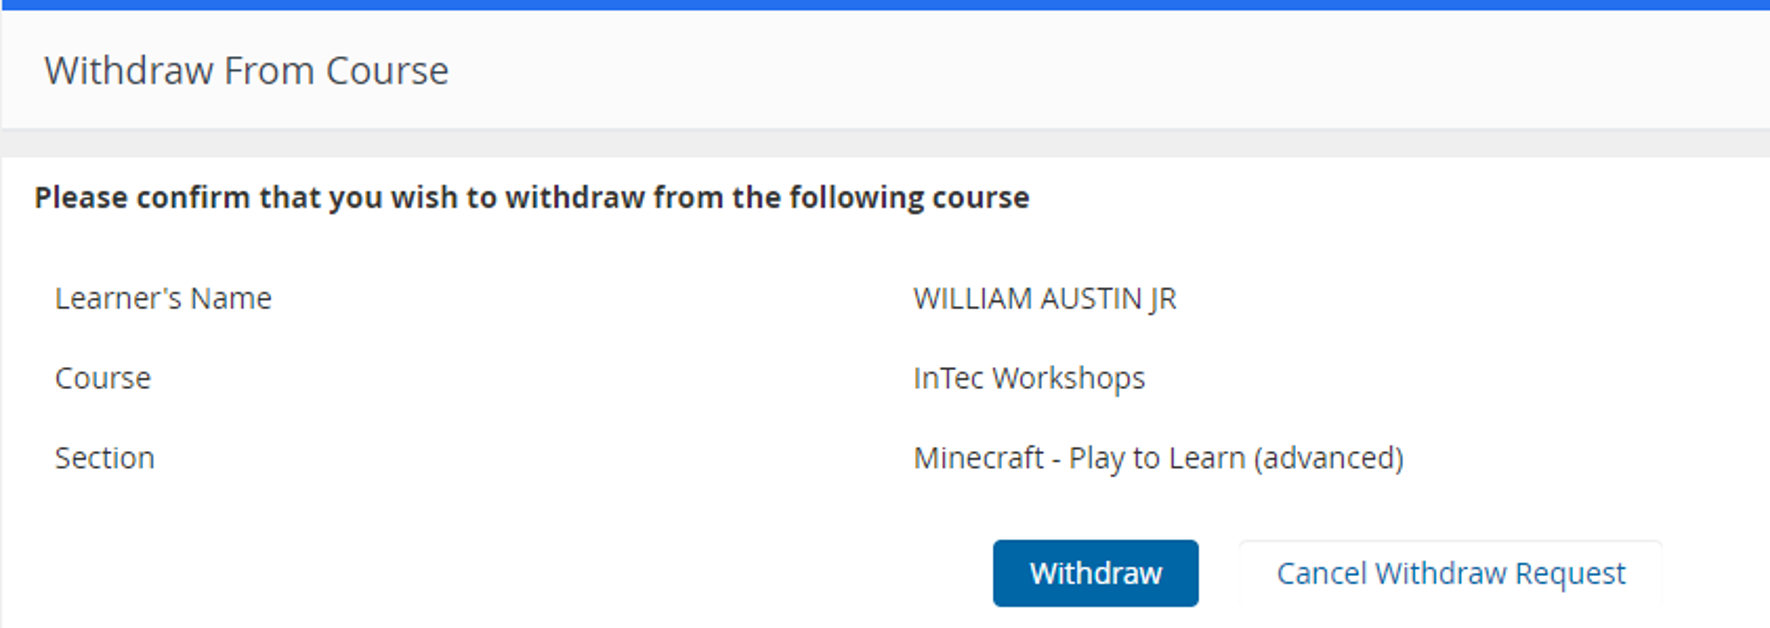 Withdraw From Course
Please confirm that you wish to withdraw from the following course
Learner's Name WILLIAM AUSTIN JR
Course InTec Workshops
Section Minecraft - Play to Learn (advanced)
Withdraw Cancel Withdraw Request